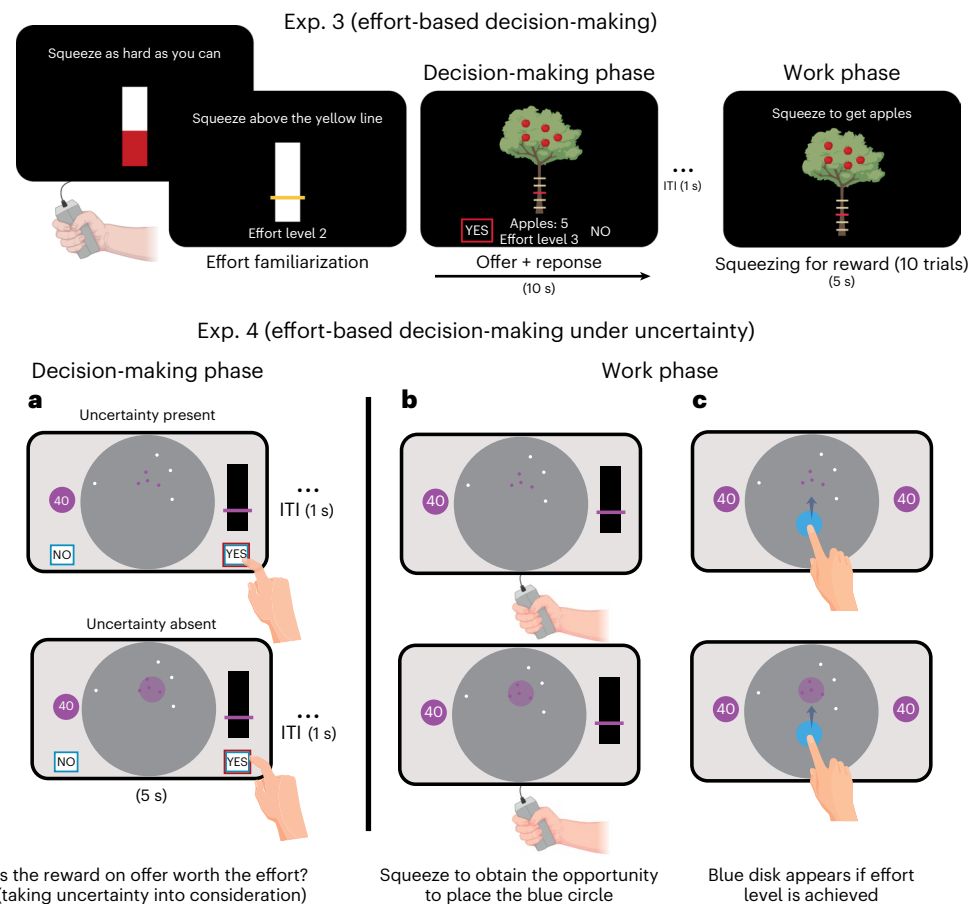 Exp. 3 (effort-based decision-making)
Squeeze as hard as you can
Squeeze above the yellow line
Effort level 2
Effort familiarization
Decision-making phase
YES
Apples: 5
Effort level 3
NO
Offer + reponse
(10 s)
...
ITI (1 s)
Work phase
Squeeze to get apples
Squeezing for reward (10 trials)
(5 s)
Exp. 4 (effort-based decision-making under uncertainty)
Decision-making phase
Work phase
a
Uncertainty present
40
NO
YES
...
ITI (1 s)
Uncertainty absent
40
NO
YES
...
ITI (1 s)
(5 s)
s the reward on offer worth the effort?
(taking uncertainty into consideration)
b
40
40
Squeeze to obtain the opportunity
to place the blue circle
c
40
40
40
40
Blue disk appears if effort
level is achieved